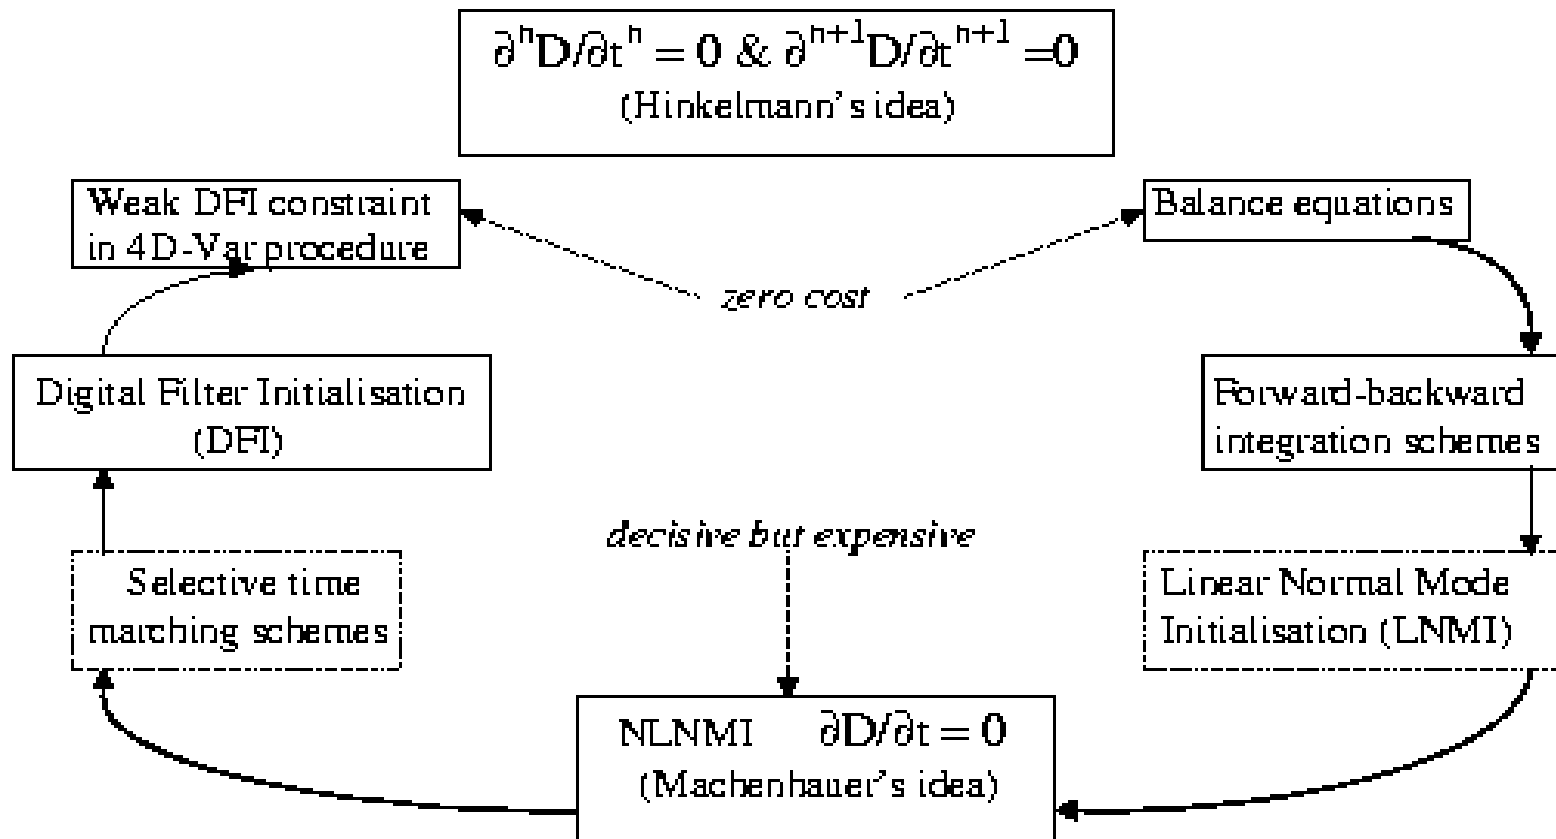 ∂ⁿD/∂tⁿ = 0 & ∂ⁿ⁺¹D/∂tⁿ⁺¹ =0
(Hinkelmann's idea)
Weak DFI constraint
in 4D-Var procedure
Balance equations
zero cost
Digital Filter Initialisation
(DFI)
Forward-backward
integration schemes
decisive but expensive
Selective time
marching schemes
Linear Normal Mode
Initialisation (LNMI)
NLNMI ∂D/∂t = 0
(Machenhauer's idea)